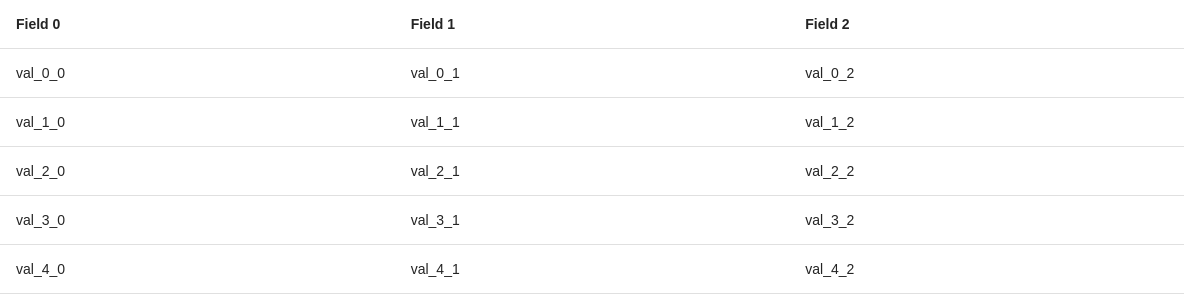 Field 0 Field 1 Field 2
val_0_0 val_0_1 val_0_2
val_1_0 val_1_1 val_1_2
val_2_0 val_2_1 val_2_2
val_3_0 val_3_1 val_3_2
val_4_0 val_4_1 val_4_2